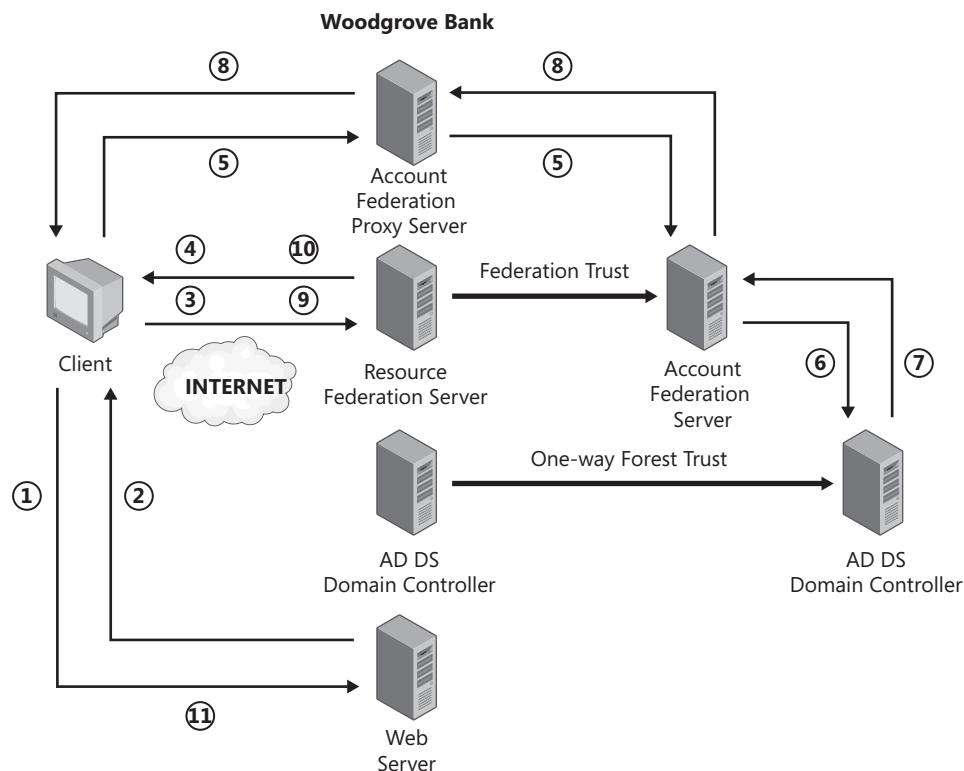 Woodgrove Bank
8
8
5
5
Account
Federation
Proxy Server
4
10
Federation Trust
3
9
Client
INTERNET
Resource
Federation Server
Account
Federation
Server
6
7
One-way Forest Trust
1
2
AD DS
Domain Controller
AD DS
Domain Controller
11
Web
Server